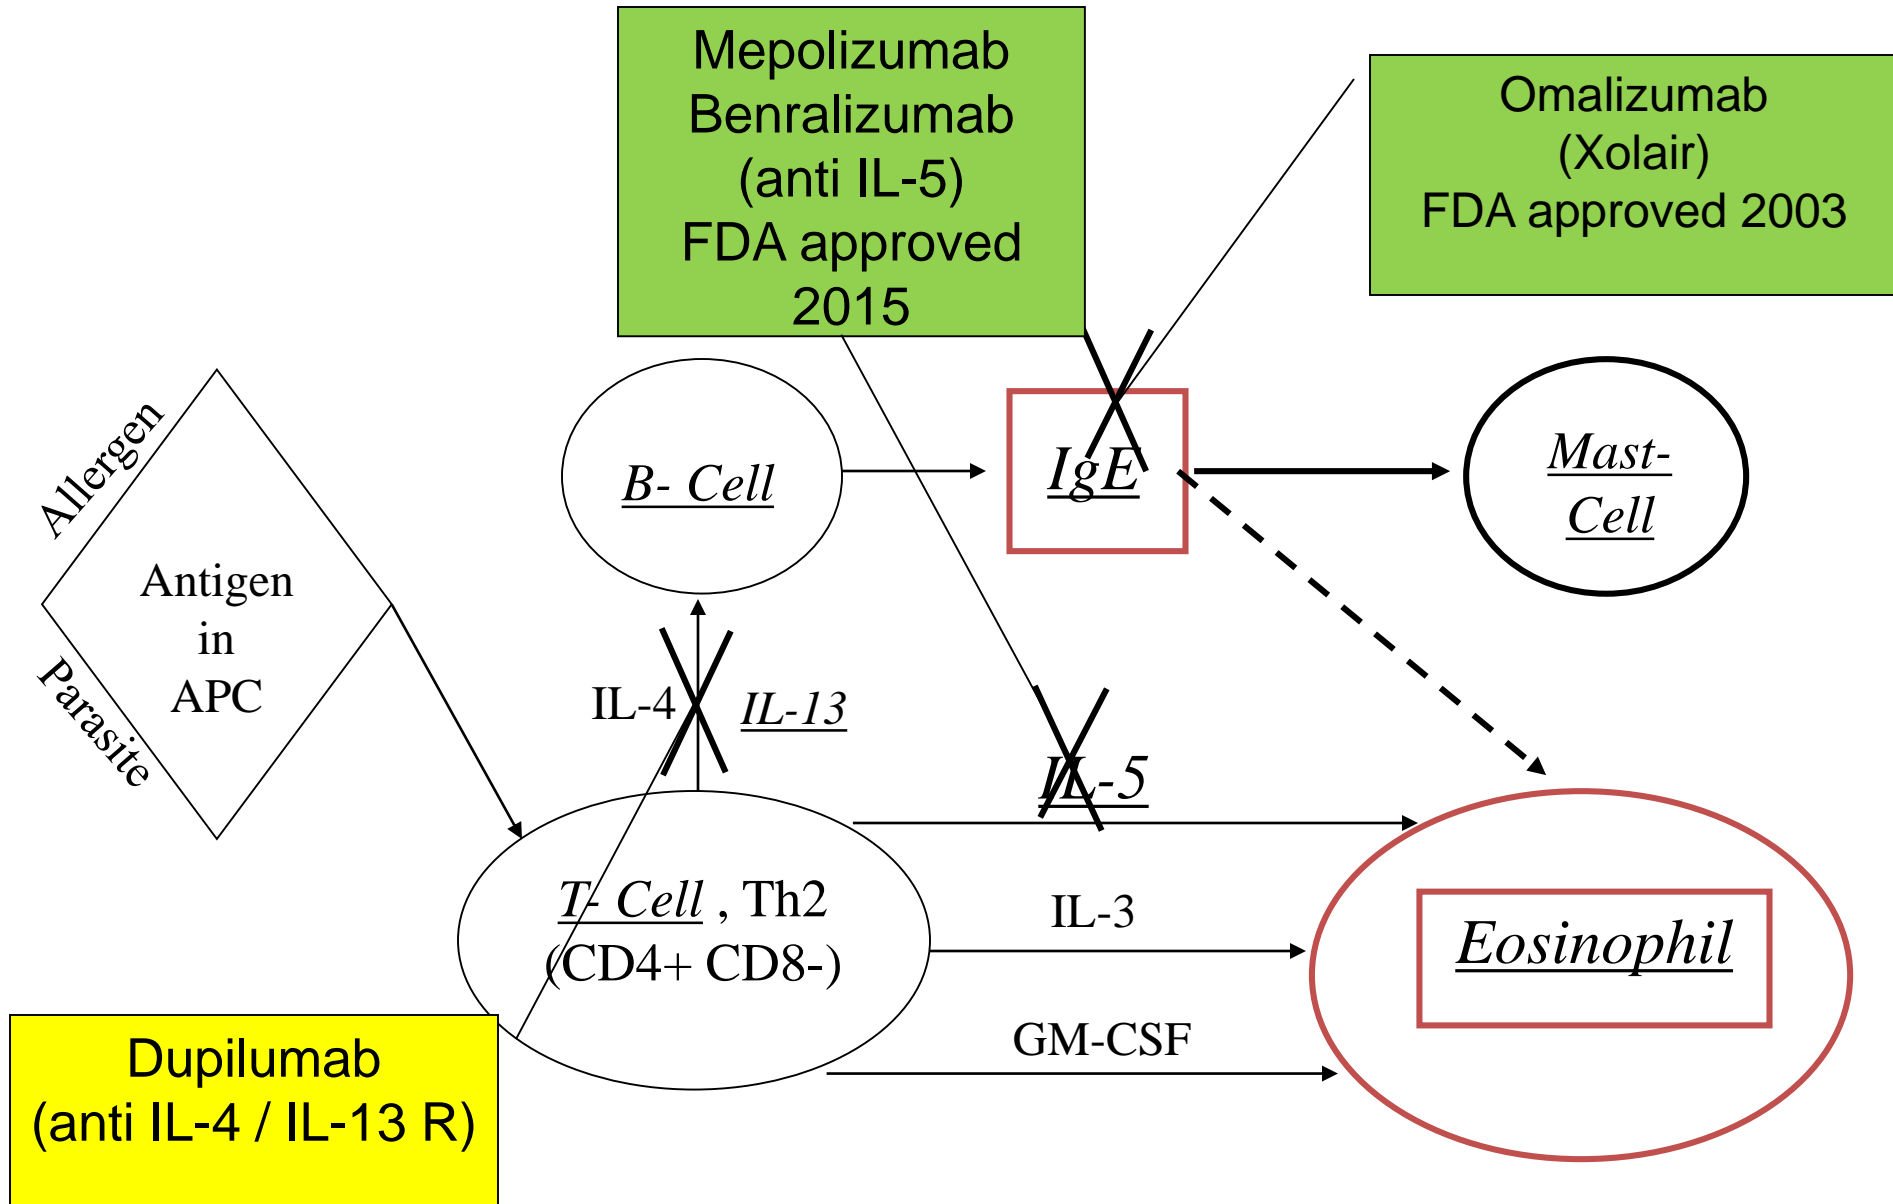 Mepolizumab
Benralizumab
(anti IL-5)
FDA approved
2015
Omalizumab
(Xolair)
FDA approved 2003
Allergen
Antigen
in
APC
Parasite
B- Cell
IgE
Mast-
Cell
IL-4
IL-13
IL-5
T- Cell , Th2
(CD4+ CD8-)
IL-3
GM-CSF
Eosinophil
Dupilumab
(anti IL-4 / IL-13 R)